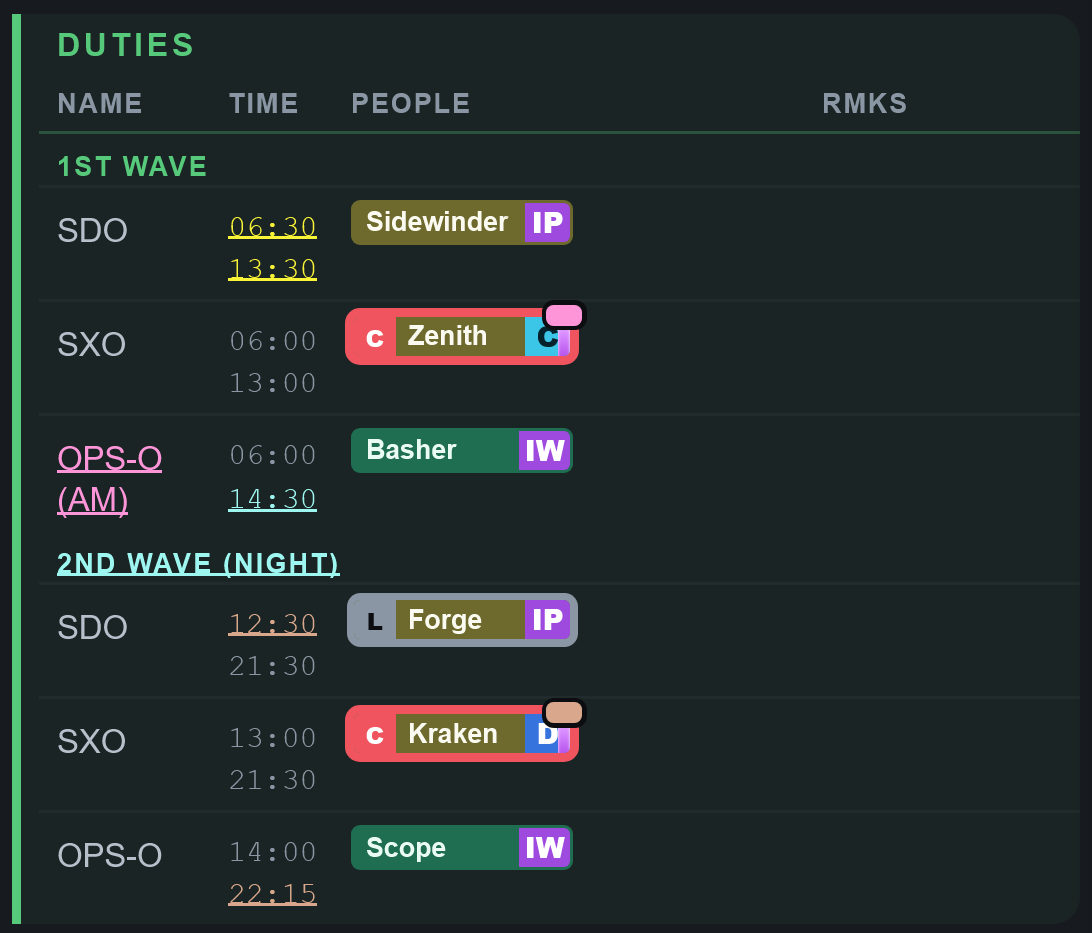 DUTIES
NAME TIME PEOPLE RMKS
1ST WAVE
SDO 06:30 Sidewinder IP
13:30
SXO 06:00 C Zenith C
13:00
OPS-O 06:00 Basher IW
(AM) 14:30
2ND WAVE (NIGHT)
SDO 12:30 L Forge IP
21:30
SXO 13:00 C Kraken D
21:30
OPS-O 14:00 Scope IW
22:15